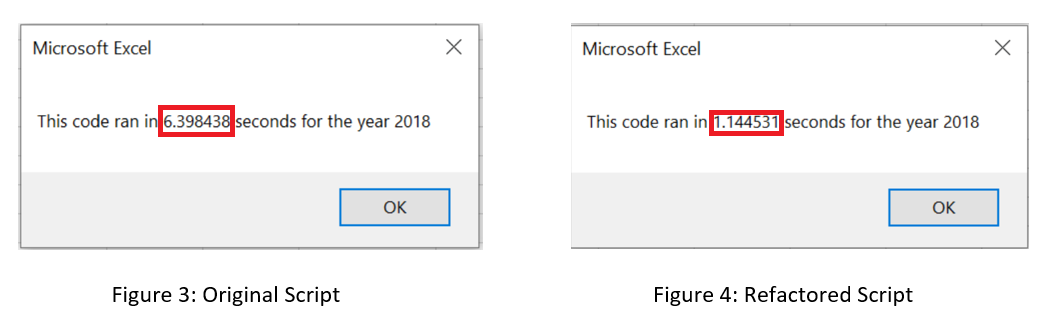 Microsoft Excel
This code ran in 6.398438 seconds for the year 2018
OK
Figure 3: Original Script
Microsoft Excel
This code ran in 1.144531 seconds for the year 2018
OK
Figure 4: Refactored Script